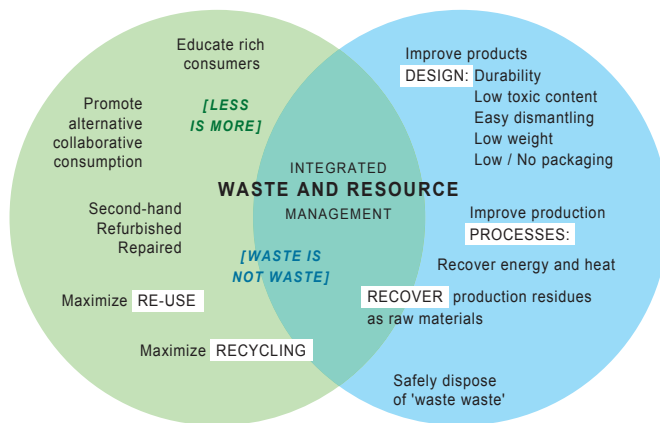 Educate rich
consumers
[LESS
IS MORE]
Promote
alternative
collaborative
consumption
Second-hand
Refurbished
Repaired
[WASTE IS
NOT WASTE]
Maximize RE-USE
Maximize RECYCLING
INTEGRATED
WASTE AND RESOURCE
MANAGEMENT
Improve products
DESIGN: Durability
Low toxic content
Easy dismantling
Low weight
Low / No packaging
Improve production
PROCESSES:
Recover energy and heat
RECOVER production residues
as raw materials
Safely dispose
of 'waste waste'